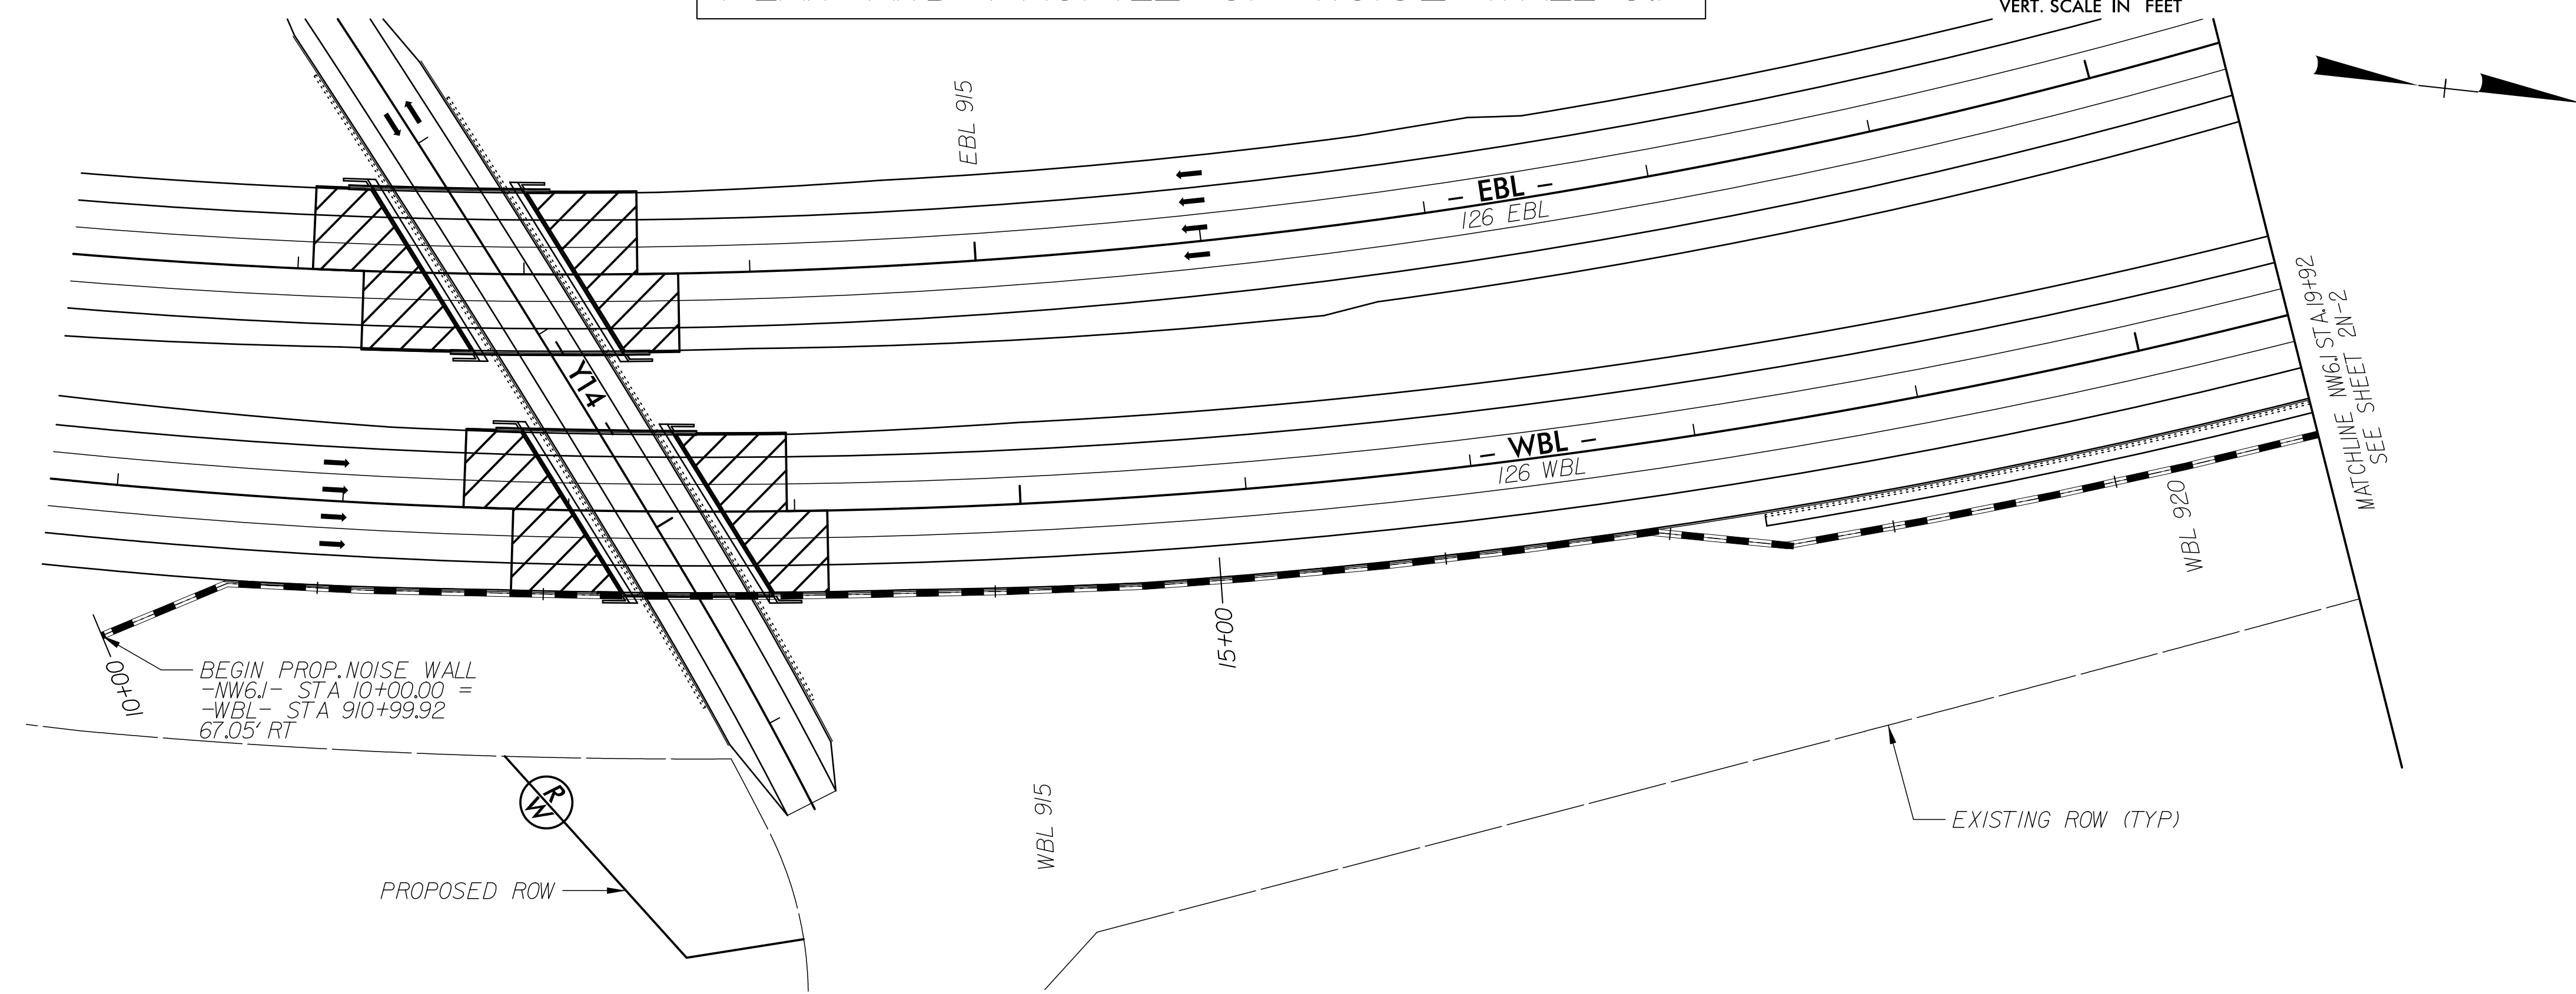 VERT. SCALE IN FEET
EBL 915
- EBL -
126 EBL
Y14
- WBL -
126 WBL
MATCHLINE NW6.1 STA. 19+92
SEE SHEET 2N-2
WBL 920
10+00
BEGIN PROP. NOISE WALL
-NW6.1- STA 10+00.00 =
-WBL- STA 910+99.92
67.05' RT
15+00
R
W
PROPOSED ROW
WBL 915
EXISTING ROW (TYP)